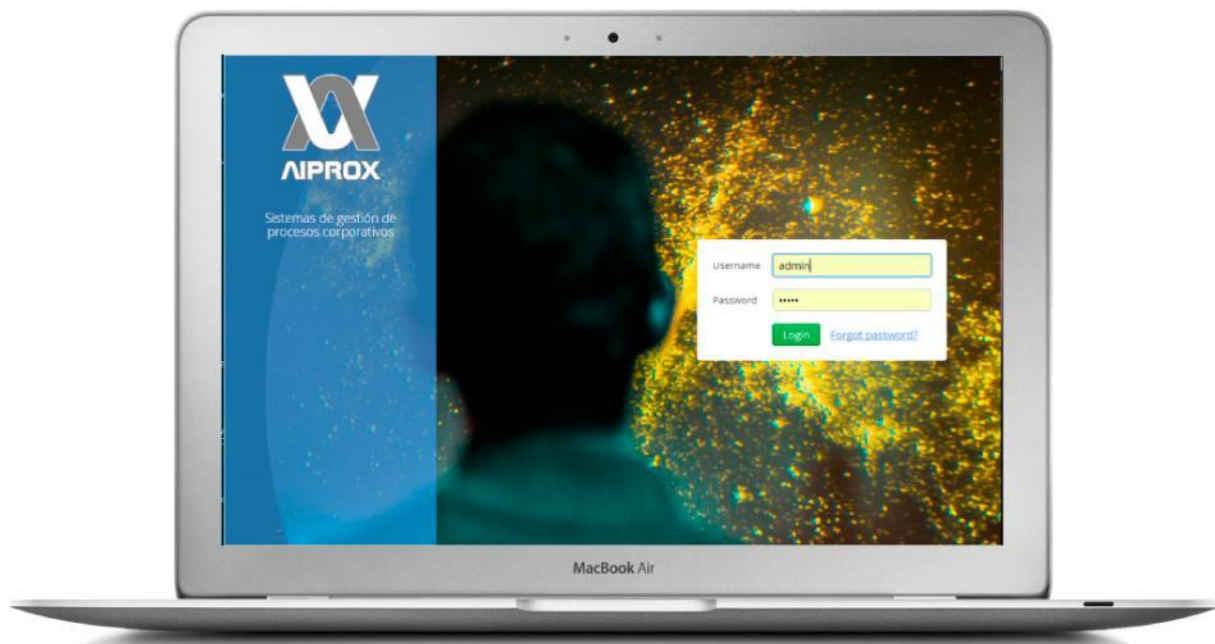 AIPROX
Sistemas de gestión de
procesos corporativos
Username admin
Password •••••
Login Forgot password?
MacBook Air